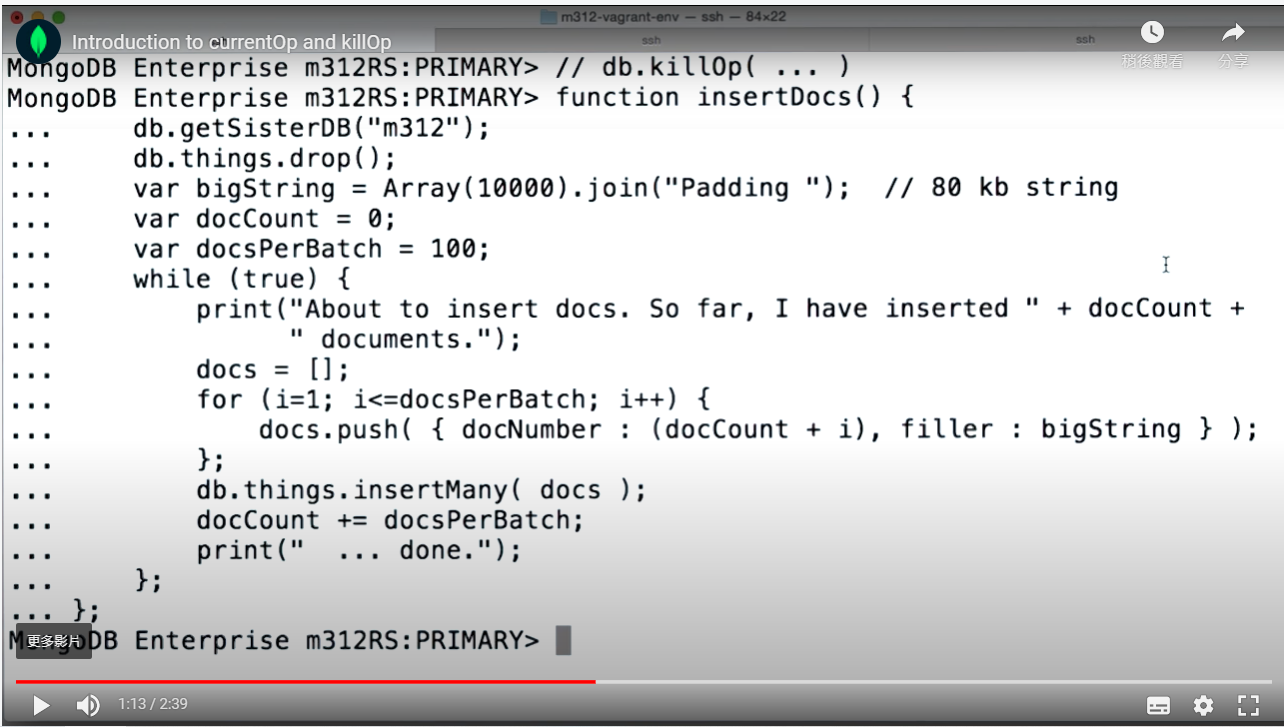 m312-vagrant-env — ssh — 84×22
Introduction to currentOp and killOp
ssh
ssh
稍後觀看
分享
MongoDB Enterprise m312RS:PRIMARY> // db.killOp( ... )
MongoDB Enterprise m312RS:PRIMARY> function insertDocs() {
...     db.getSisterDB("m312");
...     db.things.drop();
...     var bigString = Array(10000).join("Padding ");  // 80 kb string
...     var docCount = 0;
...     var docsPerBatch = 100;
...     while (true) {
...         print("About to insert docs. So far, I have inserted " + docCount +
...               " documents.");
...         docs = [];
...         for (i=1; i<=docsPerBatch; i++) {
...             docs.push( { docNumber : (docCount + i), filler : bigString } );
...         };
...         db.things.insertMany( docs );
...         docCount += docsPerBatch;
...         print("  ... done.");
...     };
... };
MongoDB Enterprise m312RS:PRIMARY>
更多影片
1:13 / 2:39